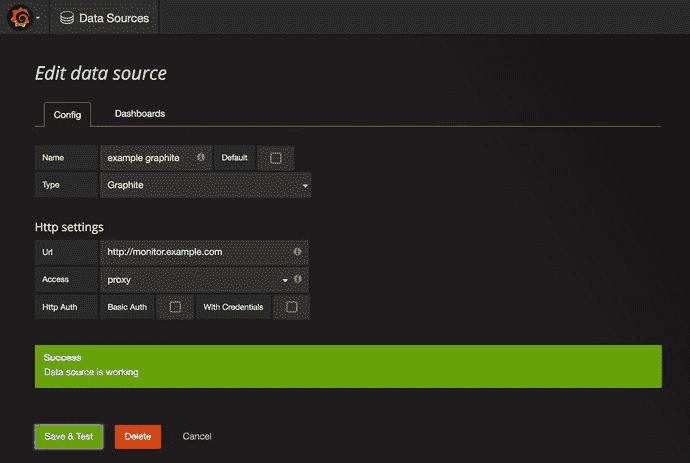 Data Sources
Edit data source
Config Dashboards
Name example graphite Default
Type Graphite
Http settings
Url http://monitor.example.com
Access proxy
Http Auth Basic Auth With Credentials
Success
Data source is working
Save & Test Delete Cancel